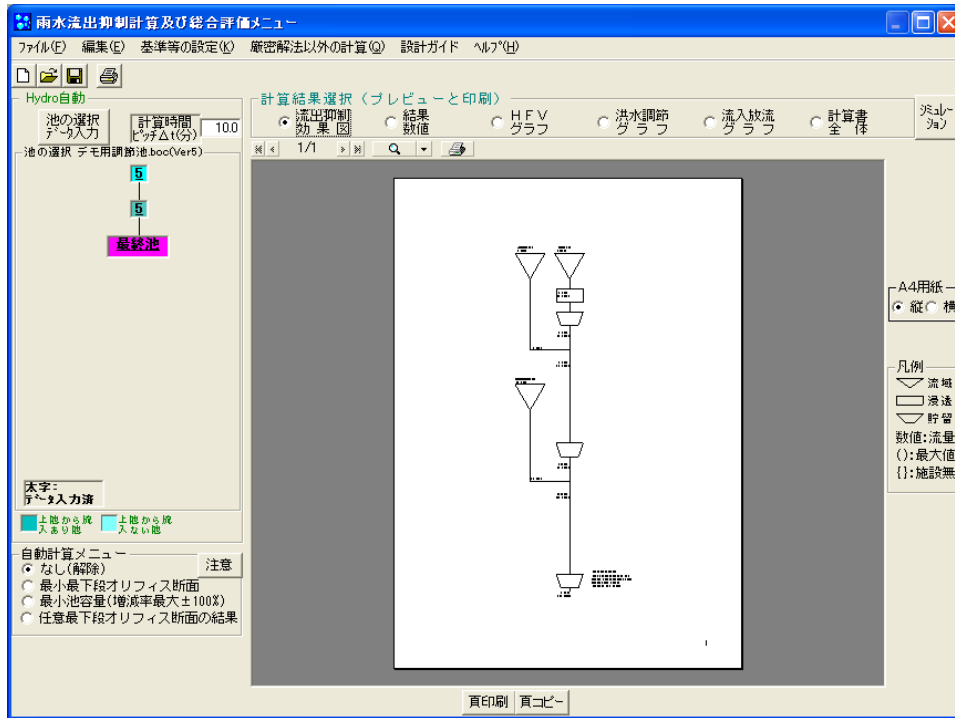 雨水流出抑制計算及び総合評価メニュー
ファイル(F) 編集(E) 基準等の設定(K) 厳密解法以外の計算(Q) 設計ガイド ヘルプ(H)
Hydro自動
池の選択
データ入力
計算時間
ピッチΔt(分)
10.0
計算結果選択（プレビューと印刷）
流出抑制
効果図
結果
数値
HFV
グラフ
洪水調節
グラフ
流入放流
グラフ
計算書
全体
シミュレー
ション
池の選択 デモ用調節池.boc(Ver5)
1/1
5
5
最終池
A4用紙
縦 横
凡例
流域
浸透
貯留
数値:流量
():最大値
{}:施設無
太字:
データ入力済
上池から流
入あり池
上池から流
入ない池
自動計算メニュー
注意
なし(解除)
最小最下段オリフィス断面
最小池容量(増減率最大±100%)
任意最下段オリフィス断面の結果
頁印刷 頁コピー